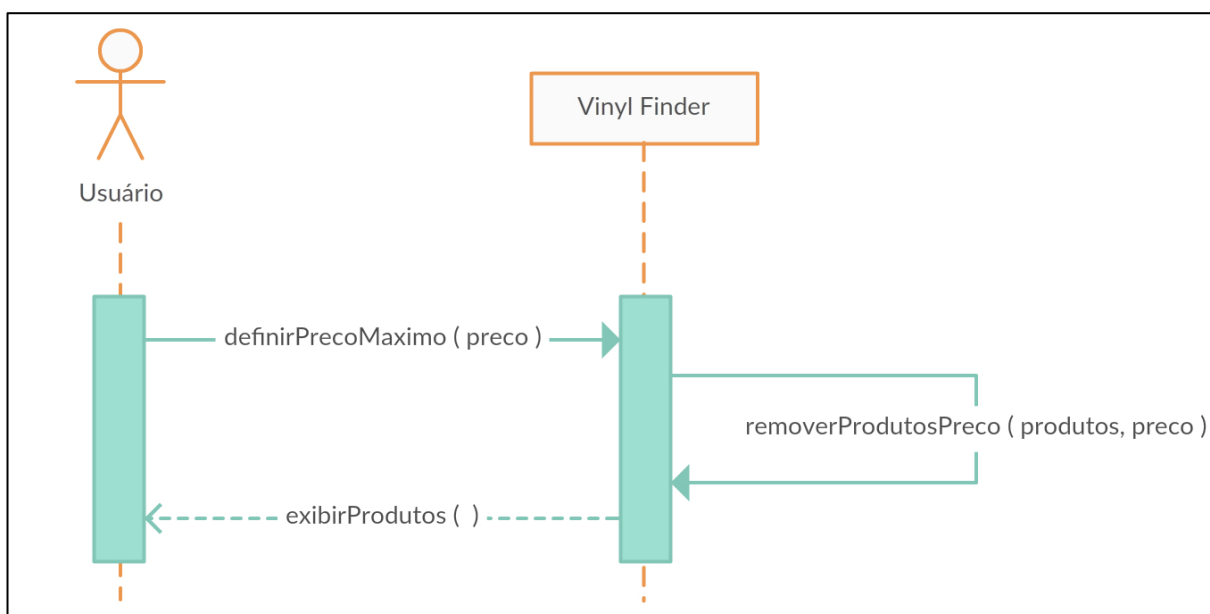 Vinyl Finder
Usuário
definirPrecoMaximo ( preco )
removerProdutosPreco ( produtos, preco )
exibirProdutos (  )